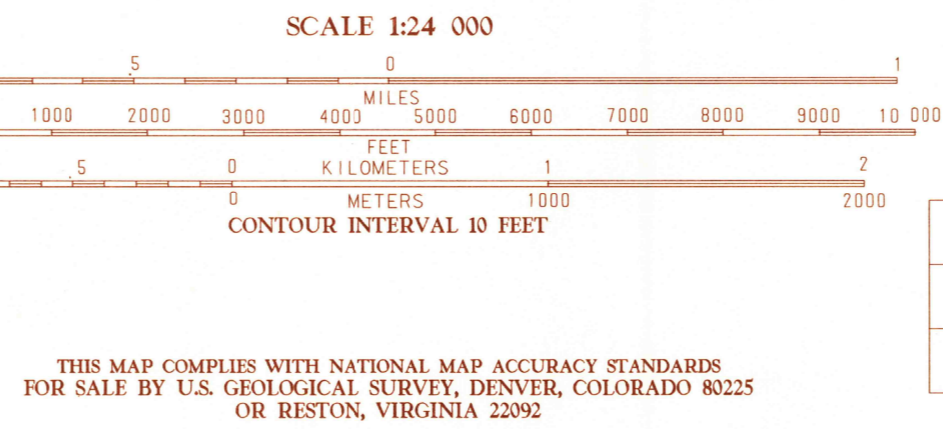 SCALE 1:24 000
.5 0 1
MILES
1000 2000 3000 4000 5000 6000 7000 8000 9000 10 000
FEET
.5 0 KILOMETERS 1 2
0 METERS 1000 2000
CONTOUR INTERVAL 10 FEET
THIS MAP COMPLIES WITH NATIONAL MAP ACCURACY STANDARDS
FOR SALE BY U.S. GEOLOGICAL SURVEY, DENVER, COLORADO 80225
OR RESTON, VIRGINIA 22092